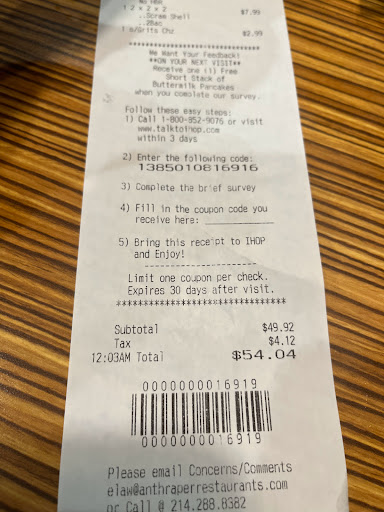 1 2 x 2 x 2 $7.99
..Scram Shell
..2Bac
1 s/Grits Chz $2.99
******************************
We Want Your Feedback!
**ON YOUR NEXT VISIT**
Receive one (1) Free
Short Stack of
Buttermilk Pancakes
when you complete our survey.
Follow these easy steps:
1) Call 1-800-952-9076 or visit
www.talktoihop.com
within 3 days
2) Enter the following code:
1385010816916
3) Complete the brief survey
4) Fill in the coupon code you
receive here: ____________
5) Bring this receipt to IHOP
and Enjoy!
--------------------
Limit one coupon per check.
Expires 30 days after visit.
******************************
Subtotal $49.92
Tax $4.12
12:03AM Total $54.04
0000000016919
0000000016919
Please email Concerns/Comments
elaw@anthraperrestaurants.com
or Call @ 214.288.8382